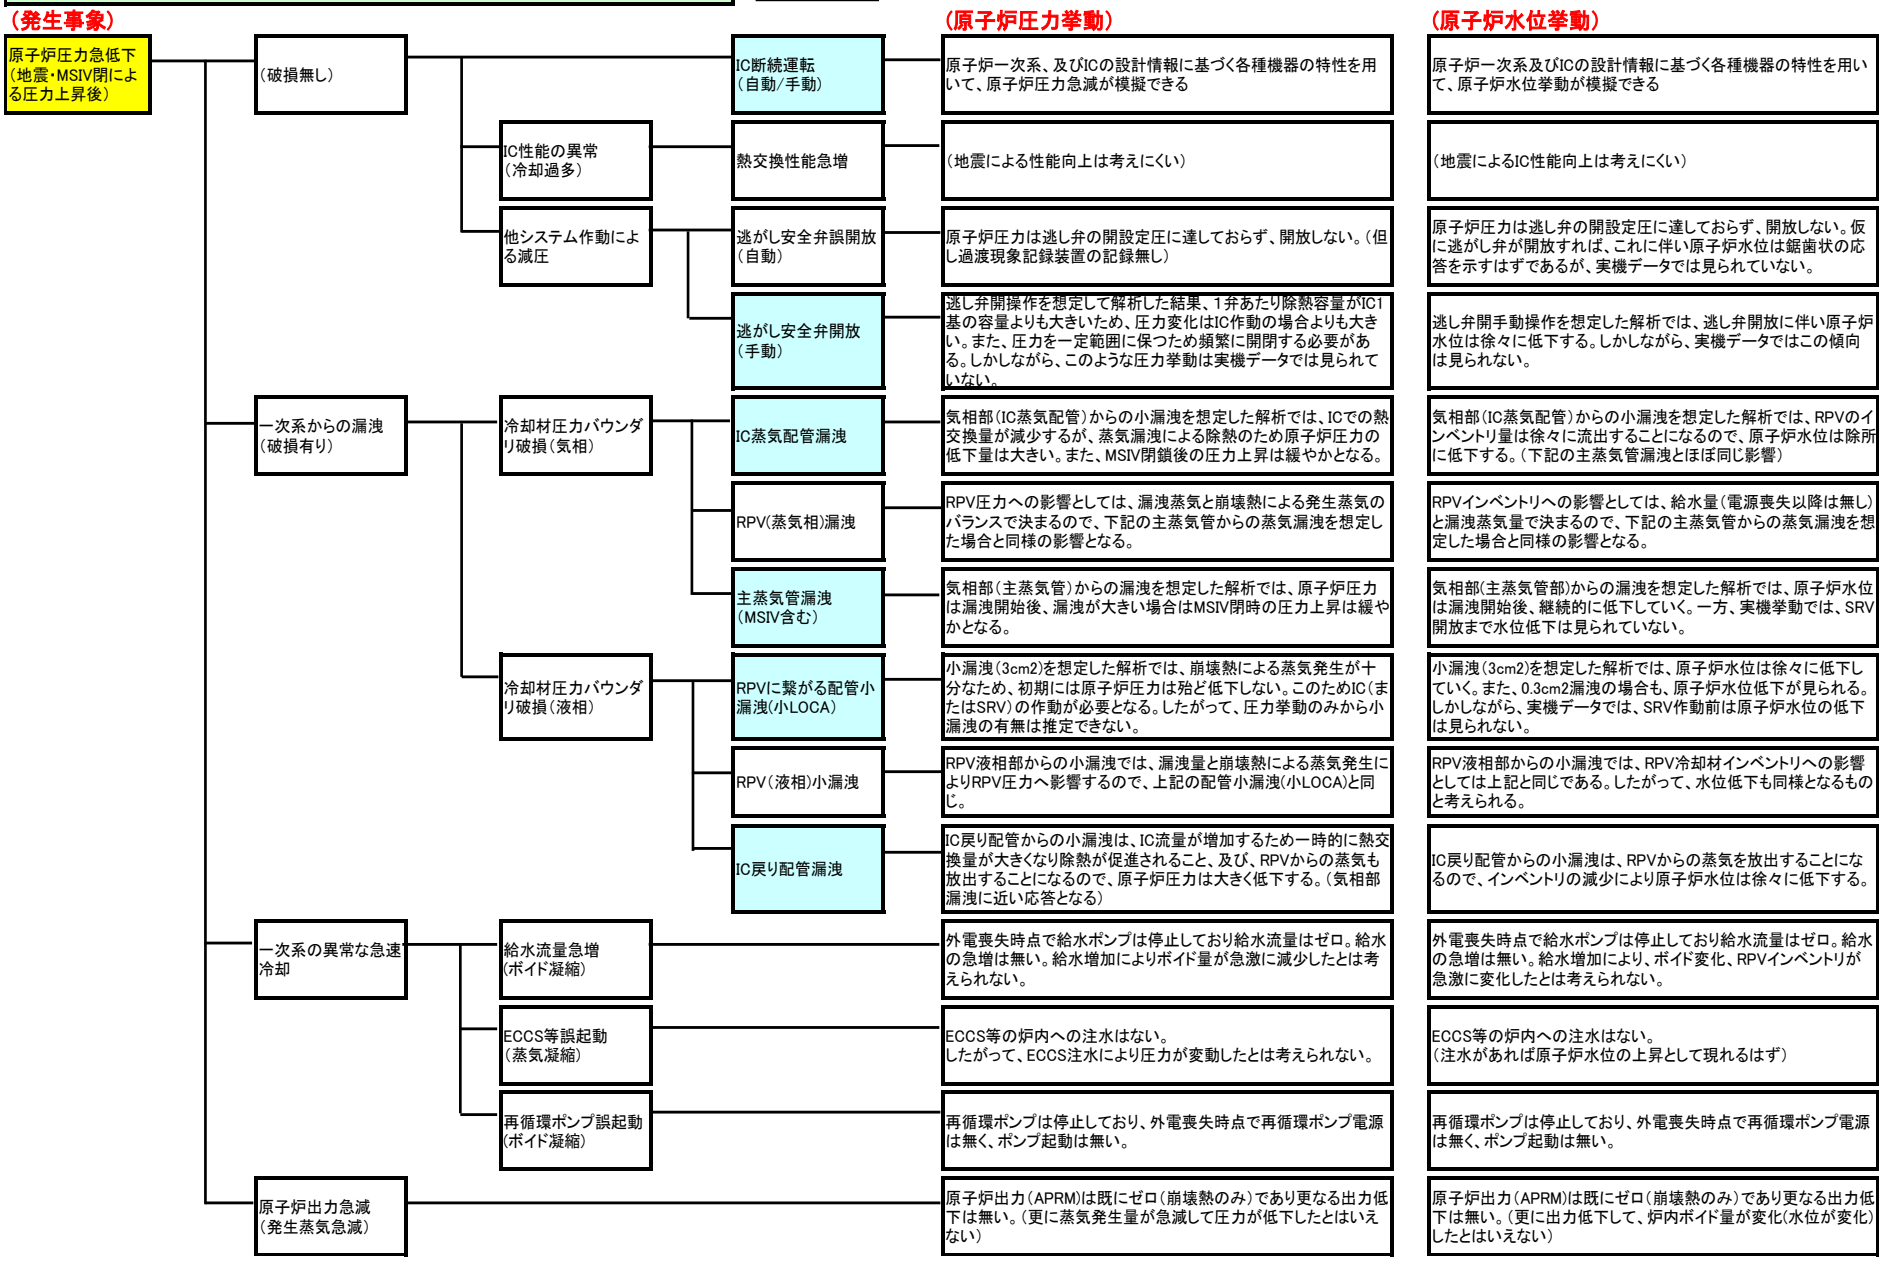 (発生事象)
(原子炉圧力挙動)
(原子炉水位挙動)
原子炉圧力急低下
(地震・MSIV閉によ
る圧力上昇後)
(破損無し)
IC断続運転
(自動/手動)
原子炉一次系、及びICの設計情報に基づく各種機器の特性を用
いて、原子炉圧力急減が模擬できる
原子炉一次系及びICの設計情報に基づく各種機器の特性を用い
て、原子炉水位挙動が模擬できる
IC性能の異常
(冷却過多)
熱交換性能急増
(地震による性能向上は考えにくい)
(地震によるIC性能向上は考えにくい)
他システム作動によ
る減圧
逃がし安全弁誤開放
(自動)
原子炉圧力は逃し弁の開設定圧に達しておらず、開放しない。(但
し過渡現象記録装置の記録無し)
原子炉圧力は逃し弁の開設定圧に達しておらず、開放しない。仮
に逃がし弁が開放すれば、これに伴い原子炉水位は鋸歯状の応
答を示すはずであるが、実機データでは見られていない。
逃がし安全弁開放
(手動)
逃し弁開操作を想定して解析した結果、1弁あたり除熱容量がIC1
基の容量よりも大きいため、圧力変化はIC作動の場合よりも大き
い。また、圧力を一定範囲に保つため頻繁に開閉する必要があ
る。しかしながら、このような圧力挙動は実機データでは見られて
いない。
逃し弁開手動操作を想定した解析では、逃し弁開放に伴い原子炉
水位は徐々に低下する。しかしながら、実機データではこの傾向
は見られない。
一次系からの漏洩
(破損有り)
冷却材圧力バウンダ
リ破損(気相)
IC蒸気配管漏洩
気相部(IC蒸気配管)からの小漏洩を想定した解析では、ICでの熱
交換量が減少するが、蒸気漏洩による除熱のため原子炉圧力の
低下量は大きい。また、MSIV閉鎖後の圧力上昇は緩やかとなる。
気相部(IC蒸気配管)からの小漏洩を想定した解析では、RPVのイ
ンベントリ量は徐々に流出することになるので、原子炉水位は除所
に低下する。(下記の主蒸気管漏洩とほぼ同じ影響)
RPV(蒸気相)漏洩
RPV圧力への影響としては、漏洩蒸気と崩壊熱による発生蒸気の
バランスで決まるので、下記の主蒸気管からの蒸気漏洩を想定し
た場合と同様の影響となる。
RPVインベントリへの影響としては、給水量(電源喪失以降は無し)
と漏洩蒸気量で決まるので、下記の主蒸気管からの蒸気漏洩を想
定した場合と同様の影響となる。
主蒸気管漏洩
(MSIV含む)
気相部(主蒸気管)からの漏洩を想定した解析では、原子炉圧力
は漏洩開始後、漏洩が大きい場合はMSIV閉時の圧力上昇は緩や
かとなる。
気相部(主蒸気管部)からの漏洩を想定した解析では、原子炉水位
は漏洩開始後、継続的に低下していく。一方、実機挙動では、SRV
開放まで水位低下は見られていない。
冷却材圧力バウンダ
リ破損(液相)
RPVに繋がる配管小
漏洩(小LOCA)
小漏洩(3cm2)を想定した解析では、崩壊熱による蒸気発生が十
分なため、初期には原子炉圧力は殆ど低下しない。このためIC(ま
たはSRV)の作動が必要となる。したがって、圧力挙動のみから小
漏洩の有無は推定できない。
小漏洩(3cm2)を想定した解析では、原子炉水位は徐々に低下し
ていく。また、0.3cm2漏洩の場合も、原子炉水位低下が見られる。
しかしながら、実機データでは、SRV作動前は原子炉水位の低下
は見られない。
RPV(液相)小漏洩
RPV液相部からの小漏洩では、漏洩量と崩壊熱による蒸気発生に
よりRPV圧力へ影響するので、上記の配管小漏洩(小LOCA)と同
じ。
RPV液相部からの小漏洩では、RPV冷却材インベントリへの影響
としては上記と同じである。したがって、水位低下も同様となるもの
と考えられる。
IC戻り配管漏洩
IC戻り配管からの小漏洩は、IC流量が増加するため一時的に熱交
換量が大きくなり除熱が促進されること、及び、RPVからの蒸気も
放出することになるので、原子炉圧力は大きく低下する。(気相部
漏洩に近い応答となる)
IC戻り配管からの小漏洩は、RPVからの蒸気を放出することにな
るので、インベントリの減少により原子炉水位は徐々に低下する。
一次系の異常な急速
冷却
給水流量急増
(ボイド凝縮)
外電喪失時点で給水ポンプは停止しており給水流量はゼロ。給水
の急増は無い。給水増加によりボイド量が急激に減少したとは考
えられない。
外電喪失時点で給水ポンプは停止しており給水流量はゼロ。給水
の急増は無い。給水増加により、ボイド変化、RPVインベントリが
急激に変化したとは考えられない。
ECCS等誤起動
(蒸気凝縮)
ECCS等の炉内への注水はない。
したがって、ECCS注水により圧力が変動したとは考えられない。
ECCS等の炉内への注水はない。
(注水があれば原子炉水位の上昇として現れるはず)
再循環ポンプ誤起動
(ボイド凝縮)
再循環ポンプは停止しており、外電喪失時点で再循環ポンプ電源
は無く、ポンプ起動は無い。
再循環ポンプは停止しており、外電喪失時点で再循環ポンプ電源
は無く、ポンプ起動は無い。
原子炉出力急減
(発生蒸気急減)
原子炉出力(APRM)は既にゼロ(崩壊熱のみ)であり更なる出力低
下は無い。(更に蒸気発生量が急減して圧力が低下したとはいえ
ない)
原子炉出力(APRM)は既にゼロ(崩壊熱のみ)であり更なる出力低
下は無い。(更に出力低下して、炉内ボイド量が変化(水位が変化)
したとはいえない)